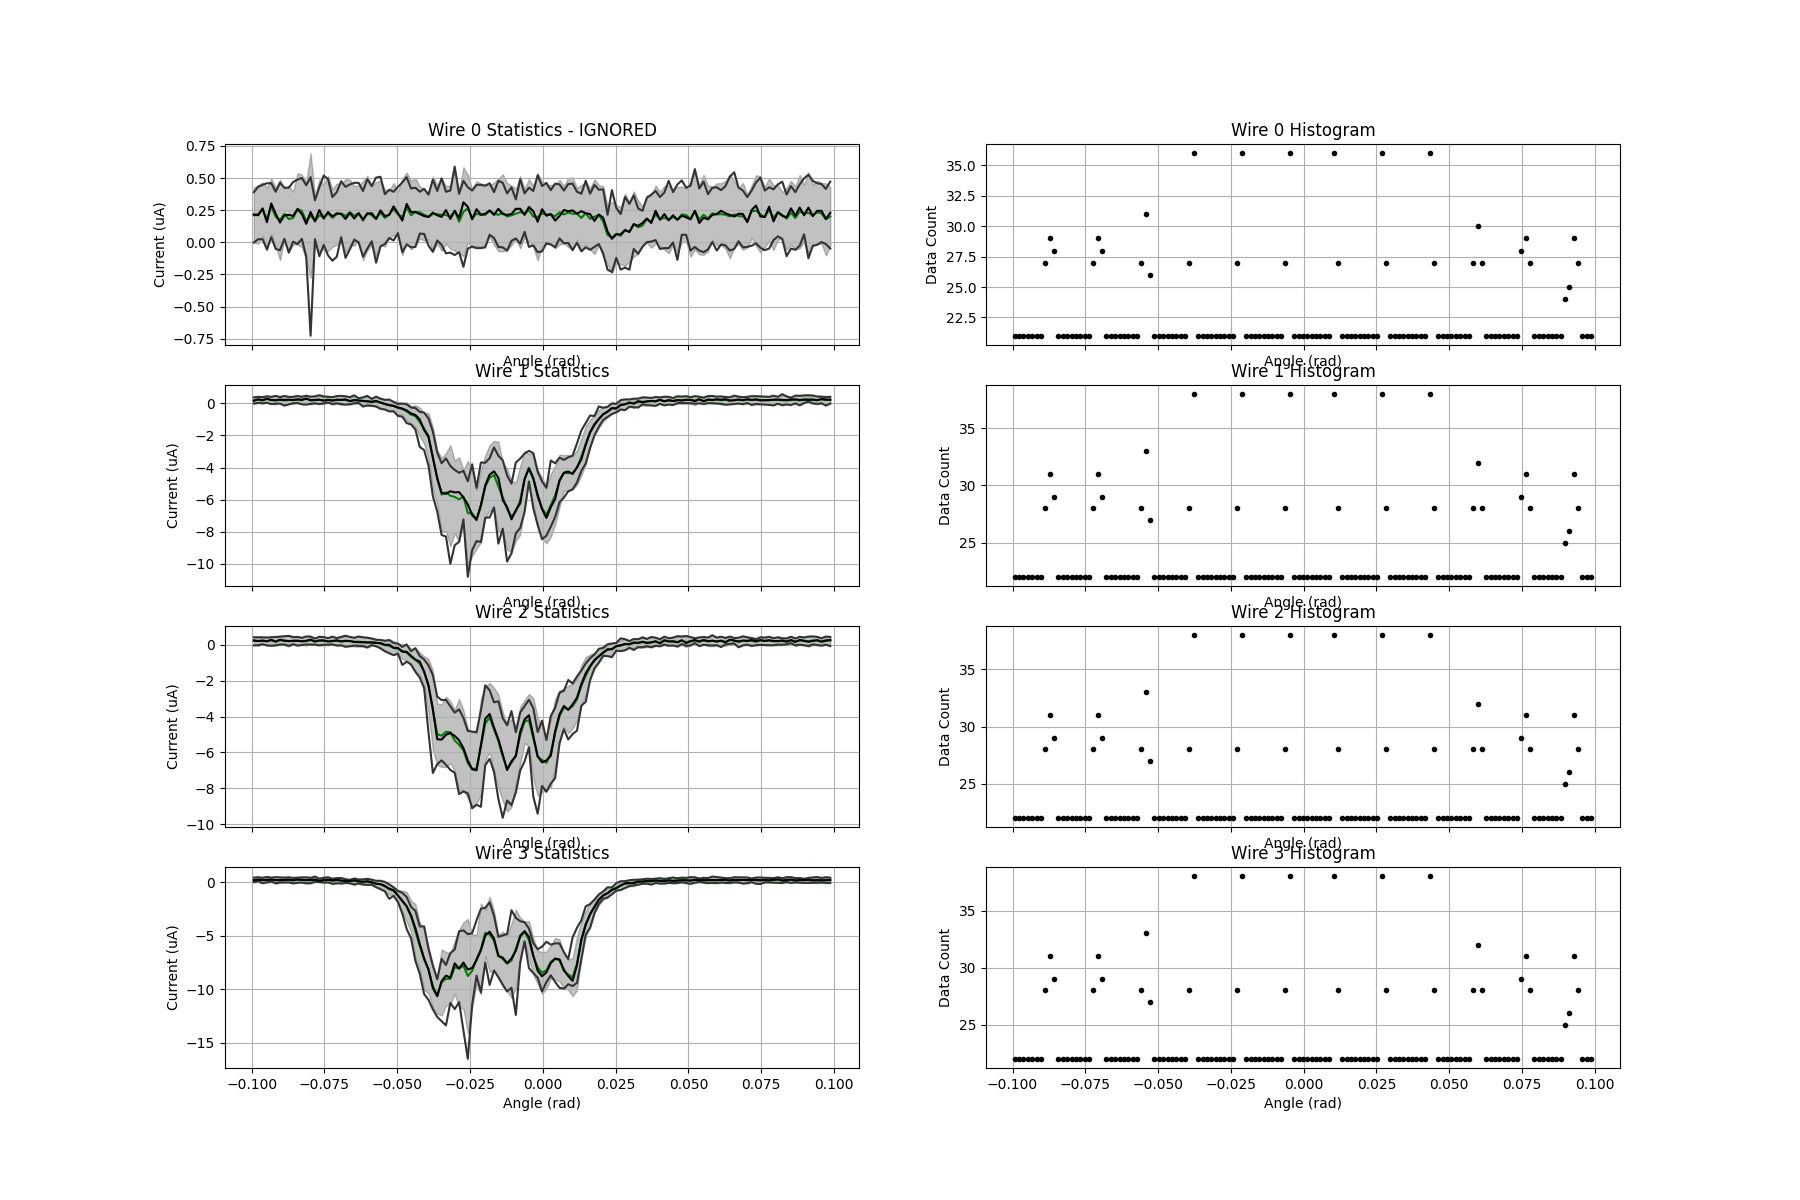 Wire 0 Statistics - IGNORED
0.75
0.50
0.25
0.00
−0.25
−0.50
−0.75
Current (uA)
Angle (rad)
Wire 0 Histogram
35.0
32.5
30.0
27.5
25.0
22.5
Data Count
Angle (rad)
Wire 1 Statistics
0
−2
−4
−6
−8
−10
Current (uA)
Angle (rad)
Wire 1 Histogram
35
30
25
Data Count
Angle (rad)
Wire 2 Statistics
0
−2
−4
−6
−8
−10
Current (uA)
Angle (rad)
Wire 2 Histogram
35
30
25
Data Count
Angle (rad)
Wire 3 Statistics
0
−5
−10
−15
Current (uA)
−0.100 −0.075 −0.050 −0.025 0.000 0.025 0.050 0.075 0.100
Angle (rad)
Wire 3 Histogram
35
30
25
Data Count
−0.100 −0.075 −0.050 −0.025 0.000 0.025 0.050 0.075 0.100
Angle (rad)